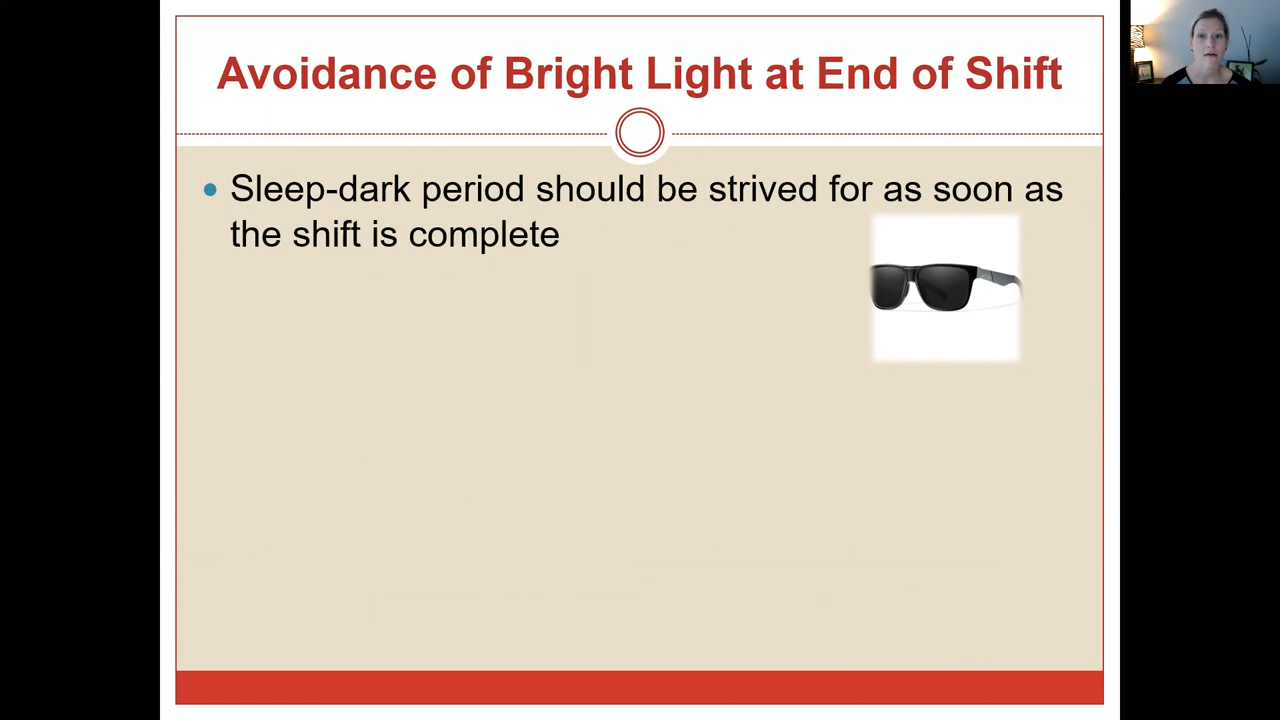 Avoidance of Bright Light at End of Shift
Sleep-dark period should be strived for as soon as
the shift is complete